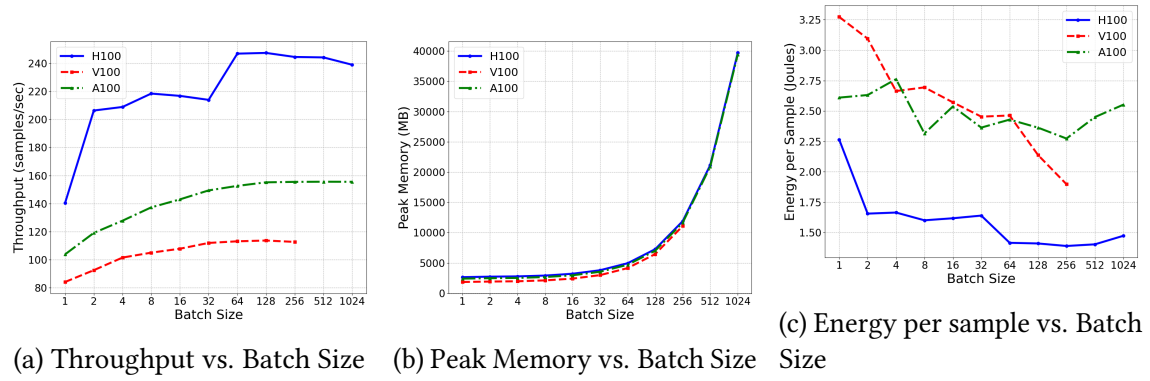 H100
V100
A100
240
220
200
180
160
140
120
100
80
1 2 4 8 16 32 64 128 256 512 1024
Throughput (samples/sec)
Batch Size
(a) Throughput vs. Batch Size
H100
V100
A100
40000
35000
30000
25000
20000
15000
10000
5000
0
1 2 4 8 16 32 64 128 256 512 1024
Peak Memory (MB)
Batch Size
(b) Peak Memory vs. Batch Size
H100
V100
A100
3.25
3.00
2.75
2.50
2.25
2.00
1.75
1.50
1 2 4 8 16 32 64 128 256 512 1024
Energy per Sample (Joules)
Batch Size
(c) Energy per sample vs. Batch
Size